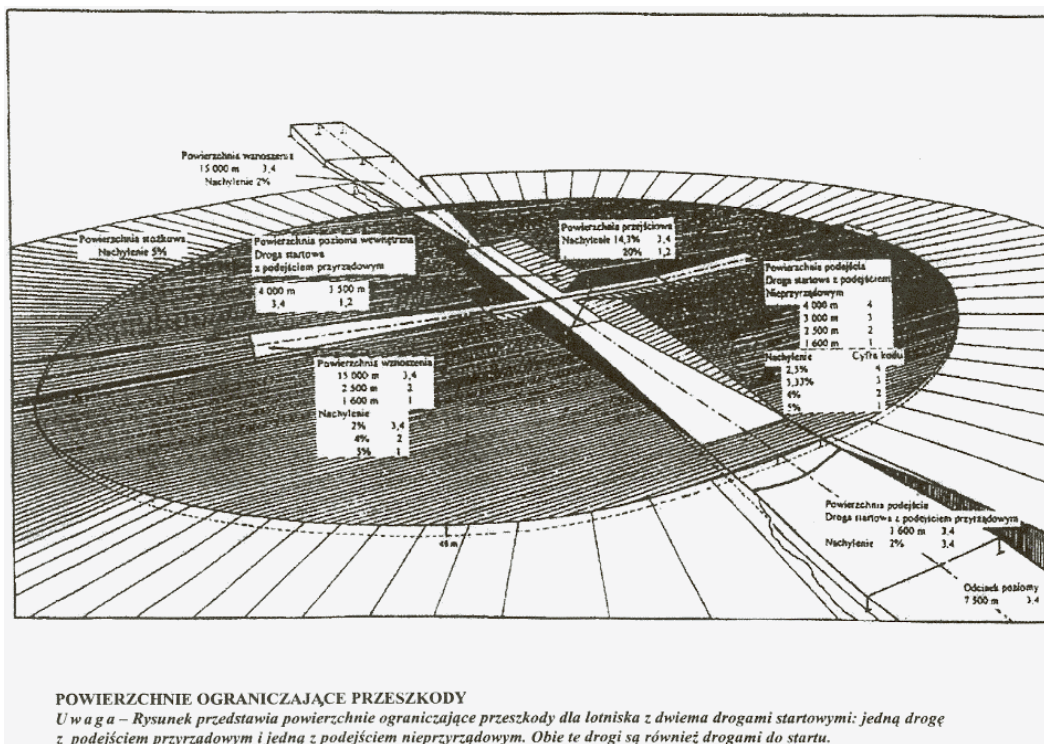 Powierzchnia wznoszenia
15 000 m 3,4
Nachylenie 2%
Powierzchnia stożkowa
Nachylenie 5%
Powierzchnia pozioma wewnętrzna
Droga startowa
z podejściem przyrządowym
4 000 m 3 500 m
3,4 1,2
Powierzchnia przejściowa
Nachylenie 14,3% 3,4
20% 1,2
Powierzchnia podejścia
Droga startowa z podejściem
Nieprzyrządowym
4 000 m 4
3 000 m 3
2 500 m 2
1 600 m 1
Nachylenie Cyfra kodu
2,5% 4
3,33% 3
4% 2
5% 1
Powierzchnia wznoszenia
15 000 m 3,4
2 500 m 2
1 600 m 1
Nachylenie
2% 3,4
4% 2
5% 1
45 m
Powierzchnia podejścia
Droga startowa z podejściem przyrządowym
3 600 m 3,4
Nachylenie 2% 3,4
Odcinek poziomy
7 500 m 3,4
POWIERZCHNIE OGRANICZAJĄCE PRZESZKODY
U w a g a – Rysunek przedstawia powierzchnie ograniczające przeszkody dla lotniska z dwiema drogami startowymi: jedną drogę
z podejściem przyrządowym i jedną z podejściem nieprzyrządowym. Obie te drogi są również drogami do startu.